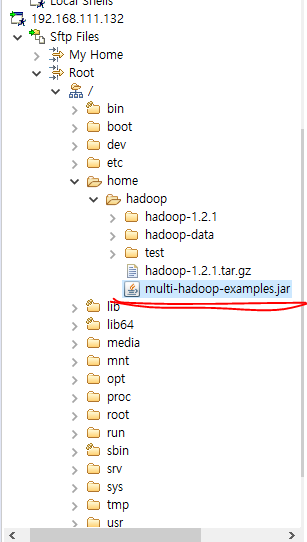 Local Shells
192.168.111.132
Sftp Files
My Home
Root
/
bin
boot
dev
etc
home
hadoop
hadoop-1.2.1
hadoop-data
test
hadoop-1.2.1.tar.gz
multi-hadoop-examples.jar
lib
lib64
media
mnt
opt
proc
root
run
sbin
srv
sys
tmp
usr